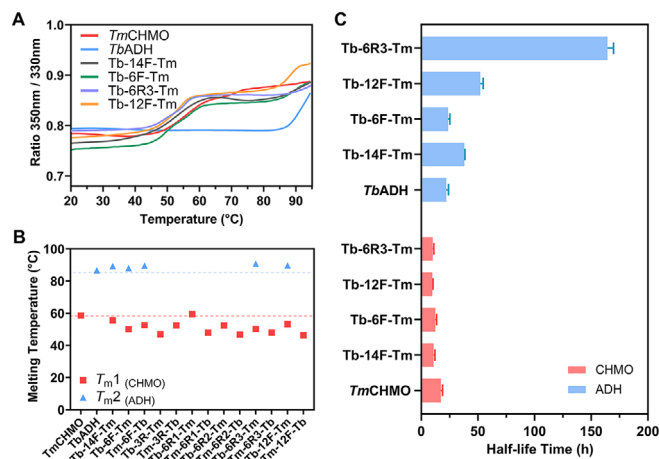 A
Ratio 350nm / 330nm
1.0
0.9
0.8
0.7
TmCHMO
TbADH
Tb-14F-Tm
Tb-6F-Tm
Tb-6R3-Tm
Tb-12F-Tm
20 30 40 50 60 70 80 90
Temperature (°C)
B
Melting Temperature (°C)
100
80
60
40
20
0
Tm1 (CHMO)
Tm2 (ADH)
TmCHMO
TbADH
Tb-14F-Tm
Tb-6F-Tm
Tm-6F-Tb
Tb-3R-Tm
Tm-3R-Tb
Tb-6R1-Tm
Tm-6R1-Tb
Tb-6R2-Tm
Tm-6R2-Tb
Tb-6R3-Tm
Tm-6R3-Tb
Tb-12F-Tm
Tm-12F-Tb
C
Tb-6R3-Tm
Tb-12F-Tm
Tb-6F-Tm
Tb-14F-Tm
TbADH
Tb-6R3-Tm
Tb-12F-Tm
Tb-6F-Tm
Tb-14F-Tm
TmCHMO
CHMO
ADH
0 50 100 150 200
Half-life Time (h)